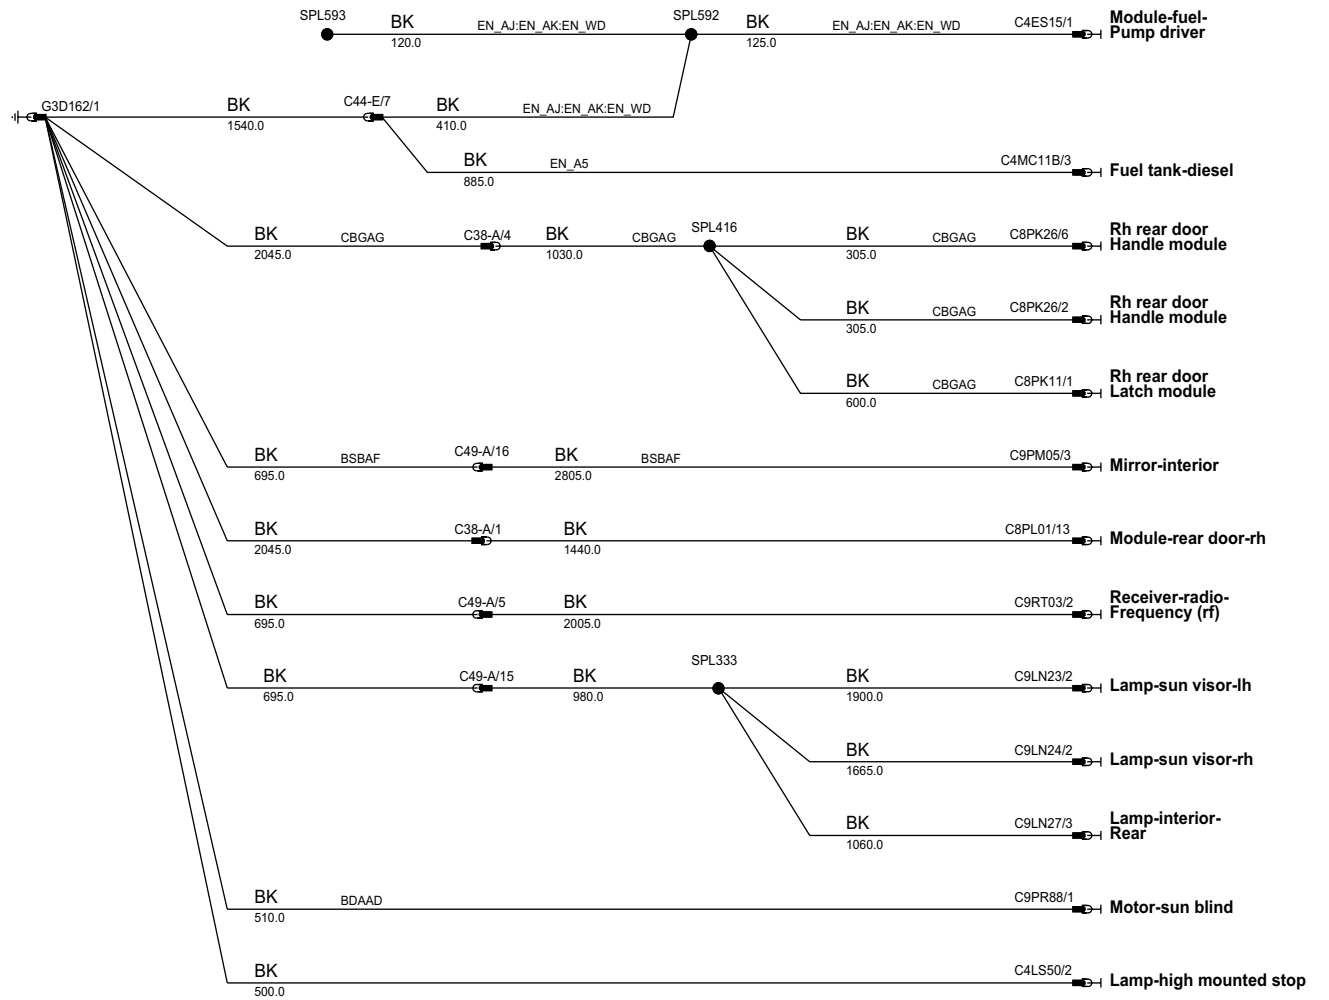 SPL593 BK EN_AJ:EN_AK:EN_WD SPL592 BK EN_AJ:EN_AK:EN_WD C4ES15/1 Module-fuel-
120.0 125.0 Pump driver
G3D162/1 BK C44-E/7 BK EN_AJ:EN_AK:EN_WD
1540.0 410.0
BK EN_A5 C4MC11B/3 Fuel tank-diesel
885.0
BK CBGAG C38-A/4 BK CBGAG SPL416 BK CBGAG C8PK26/6 Rh rear door
2045.0 1030.0 305.0 Handle module
BK CBGAG C8PK26/2 Rh rear door
305.0 Handle module
BK CBGAG C8PK11/1 Rh rear door
600.0 Latch module
BK BSBAF C49-A/16 BK BSBAF C9PM05/3 Mirror-interior
695.0 2805.0
BK C38-A/1 BK C8PL01/13 Module-rear door-rh
2045.0 1440.0
BK C49-A/5 BK C9RT03/2 Receiver-radio-
695.0 2005.0 Frequency (rf)
BK C49-A/15 BK SPL333 BK C9LN23/2 Lamp-sun visor-lh
695.0 980.0 1900.0
BK C9LN24/2 Lamp-sun visor-rh
1665.0
BK C9LN27/3 Lamp-interior-
1060.0 Rear
BK BDAAD C9PR88/1 Motor-sun blind
510.0
BK C4LS50/2 Lamp-high mounted stop
500.0